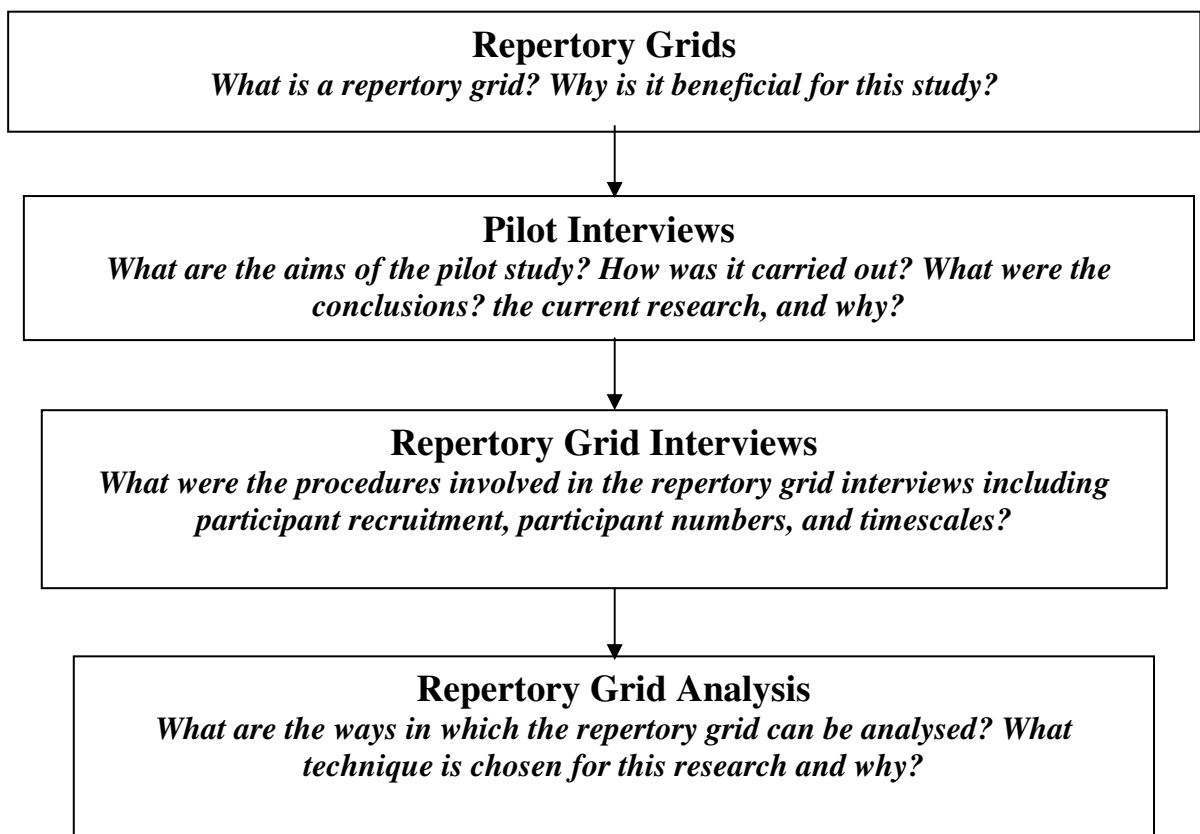 Repertory Grids
What is a repertory grid? Why is it beneficial for this study?
Pilot Interviews
What are the aims of the pilot study? How was it carried out? What were the
conclusions? the current research, and why?
Repertory Grid Interviews
What were the procedures involved in the repertory grid interviews including
participant recruitment, participant numbers, and timescales?
Repertory Grid Analysis
What are the ways in which the repertory grid can be analysed? What
technique is chosen for this research and why?